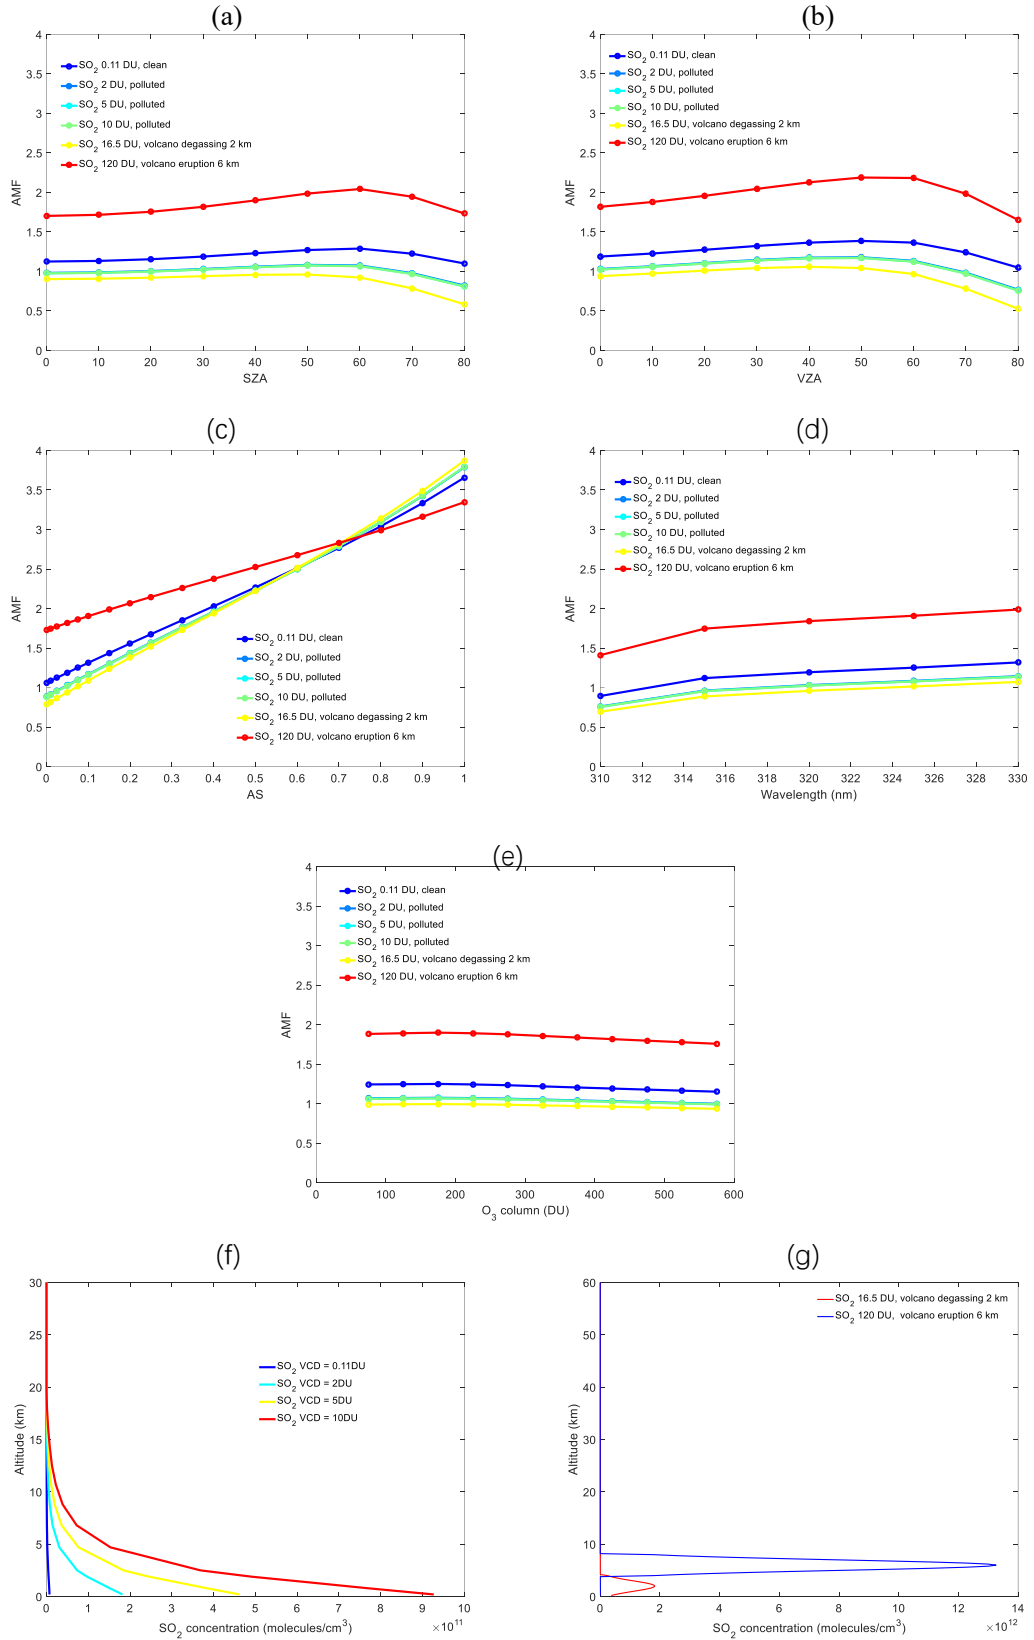 (a)
4
3.5
3
2.5
2
1.5
1
0.5
0
AMF
SO2 0.11 DU, clean
SO2 2 DU, polluted
SO2 5 DU, polluted
SO2 10 DU, polluted
SO2 16.5 DU, volcano degassing 2 km
SO2 120 DU, volcano eruption 6 km
0 10 20 30 40 50 60 70 80
SZA
(b)
4
3.5
3
2.5
2
1.5
1
0.5
0
AMF
SO2 0.11 DU, clean
SO2 2 DU, polluted
SO2 5 DU, polluted
SO2 10 DU, polluted
SO2 16.5 DU, volcano degassing 2 km
SO2 120 DU, volcano eruption 6 km
0 10 20 30 40 50 60 70 80
VZA
(c)
4
3.5
3
2.5
2
1.5
1
0.5
0
AMF
SO2 0.11 DU, clean
SO2 2 DU, polluted
SO2 5 DU, polluted
SO2 10 DU, polluted
SO2 16.5 DU, volcano degassing 2 km
SO2 120 DU, volcano eruption 6 km
0 0.1 0.2 0.3 0.4 0.5 0.6 0.7 0.8 0.9 1
AS
(d)
4
3.5
3
2.5
2
1.5
1
0.5
0
AMF
SO2 0.11 DU, clean
SO2 2 DU, polluted
SO2 5 DU, polluted
SO2 10 DU, polluted
SO2 16.5 DU, volcano degassing 2 km
SO2 120 DU, volcano eruption 6 km
310 312 314 316 318 320 322 324 326 328 330
Wavelength (nm)
(e)
4
3.5
3
2.5
2
1.5
1
0.5
0
AMF
SO2 0.11 DU, clean
SO2 2 DU, polluted
SO2 5 DU, polluted
SO2 10 DU, polluted
SO2 16.5 DU, volcano degassing 2 km
SO2 120 DU, volcano eruption 6 km
0 100 200 300 400 500 600
O3 column (DU)
(f)
30
25
20
15
10
5
0
Altitude (km)
SO2 VCD = 0.11DU
SO2 VCD = 2DU
SO2 VCD = 5DU
SO2 VCD = 10DU
0 1 2 3 4 5 6 7 8 9 10
SO2 concentration (molecules/cm3) ×10^11
(g)
60
50
40
30
60
20
10
0
Altitude (km)
SO2 16.5 DU, volcano degassing 2 km
SO2 120 DU, volcano eruption 6 km
0 2 4 6 8 10 12 14
SO2 concentration (molecules/cm3) ×10^12